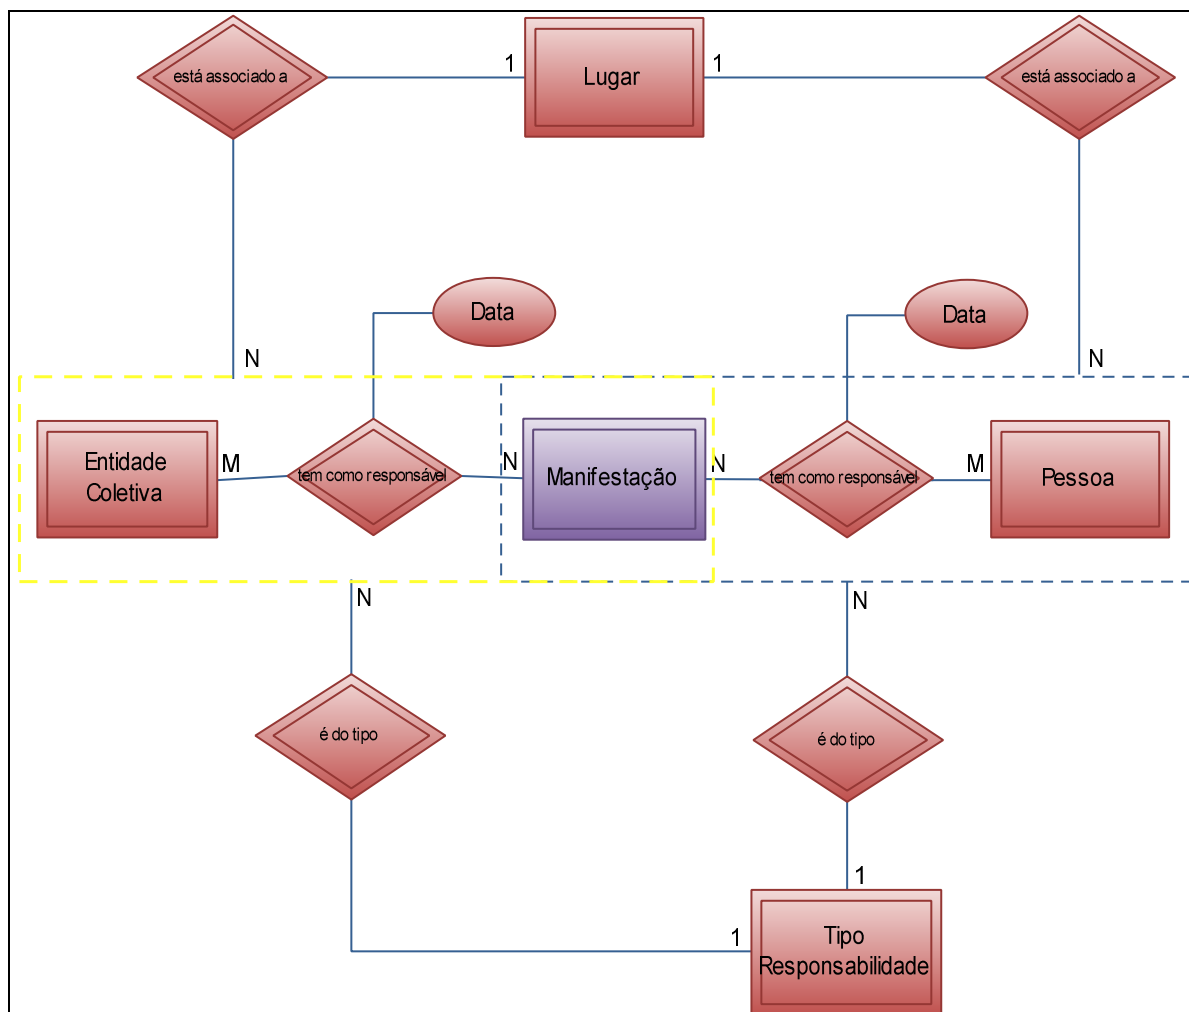 está associado a
1
Lugar
1
está associado a
Data
Data
N
N
Entidade
Coletiva
M
tem como responsável
N
Manifestação
N
tem como responsável
M
Pessoa
N
N
é do tipo
é do tipo
1
1
Tipo
Responsabilidade